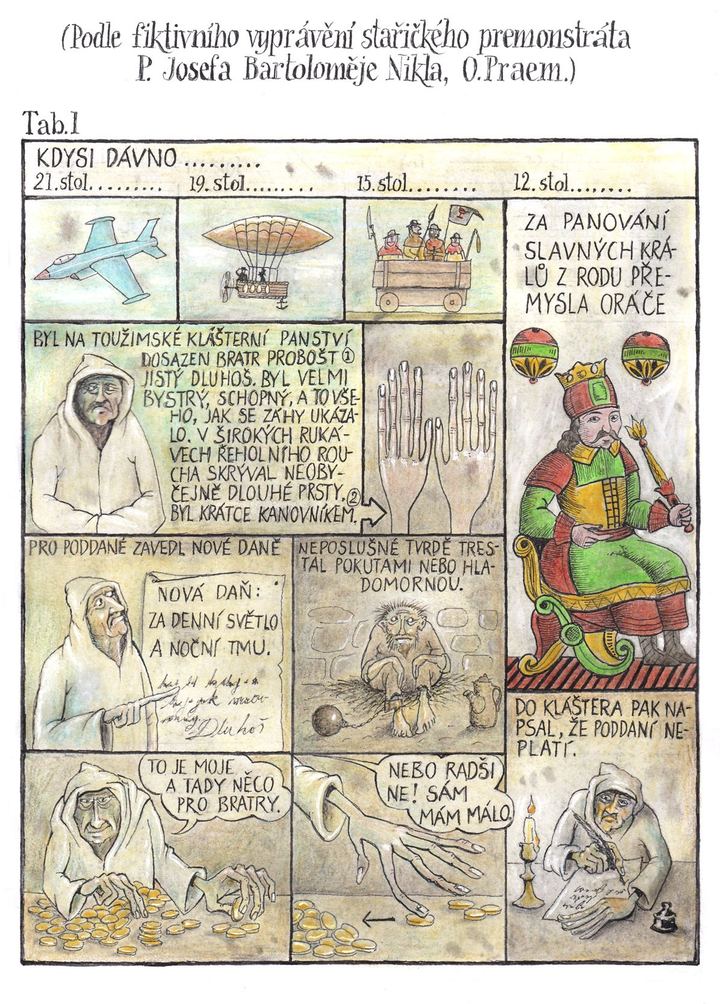 (Podle fiktivního vyprávění stařičkého premonstráta
P. Josefa Bartoloměje Nikla, O.Praem.)
Tab.1
KDYSI DÁVNO.........
21.stol.........
19.stol.........
15.stol........
12.stol........
ZA PANOVÁNÍ
SLAVNÝCH KRÁ-
LŮ Z RODU PŘE-
MYSLA ORÁČE
BYL NA TOUŽIMSKÉ KLÁŠTERNÍ PANSTVÍ
DOSAZEN BRATR PROBOŠT ①
JISTÝ DLUHOŠ. BYL VELMI
BYSTRÝ, SCHOPNÝ, A TO VŠE-
HO, JAK SE ZÁHY UKÁZA-
LO. V ŠIROKÝCH RUKÁ-
VECH ŘEHOLNÍHO ROU-
CHA SKRÝVAL NEOBY-
ČEJNĚ DLOUHÉ PRSTY. ②
BYL KRÁTCE KANOVNÍKEM.
PRO PODDANÉ ZAVEDL NOVÉ DANĚ
NOVÁ DAŇ:
ZA DENNÍ SVĚTLO
A NOČNÍ TMU.
Dluhoš
NEPOSLUŠNÉ TVRDĚ TRES-
TAL POKUTAMI NEBO HLA-
DOMORNOU.
DO KLÁŠTERA PAK NA-
PSAL, ŽE PODDANÍ NE-
PLATÍ.
TO JE MOJE
A TADY NĚCO
PRO BRATRY.
NEBO RADŠI
NE! SÁM
MÁM MÁLO.